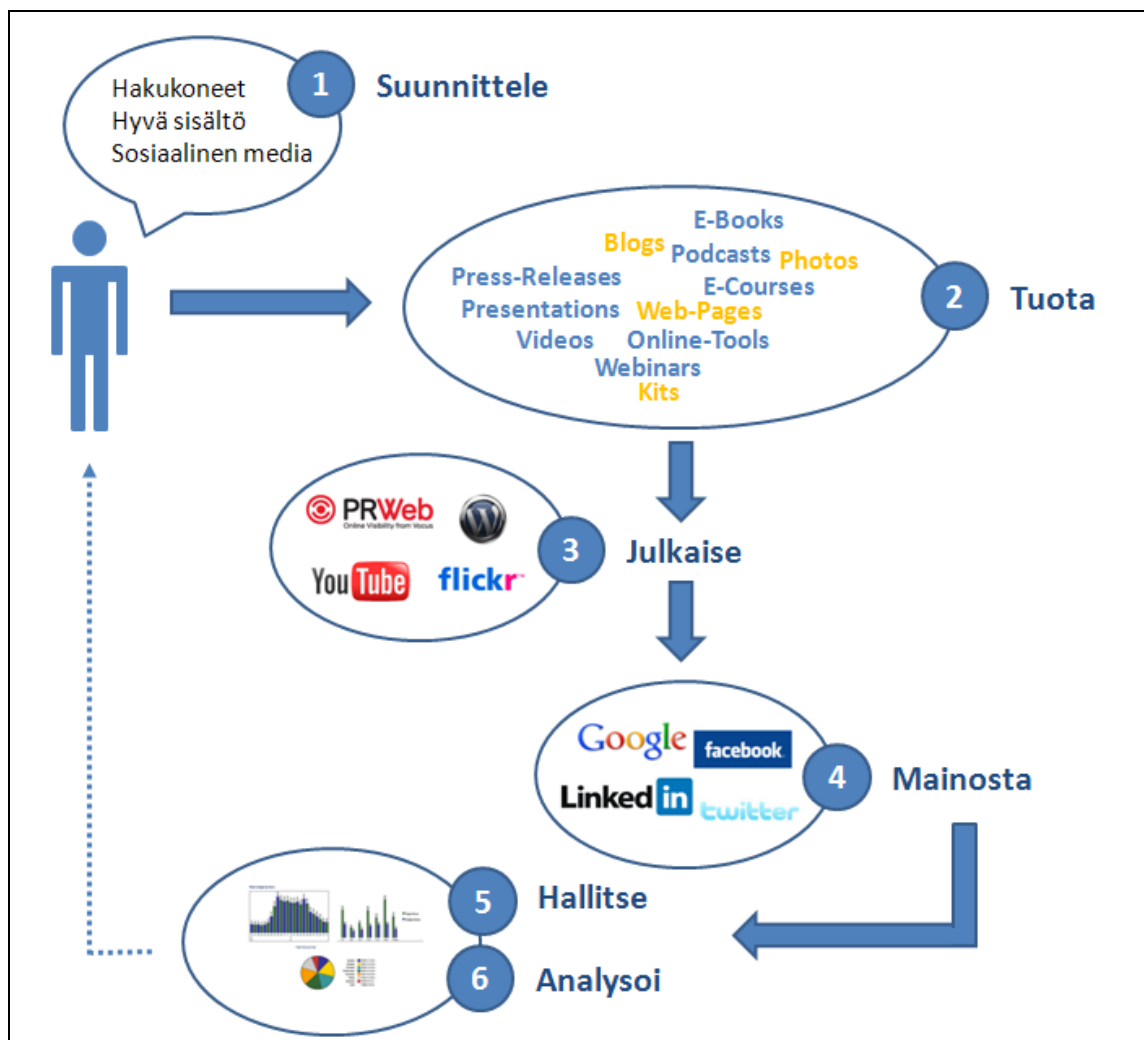 Hakukoneet
Hyvä sisältö
Sosiaalinen media
1
Suunnittele
E-Books
Blogs
Podcasts
Photos
Press-Releases
E-Courses
Presentations
Web-Pages
Videos
Online-Tools
Webinars
Kits
2
Tuota
PRWeb
Online Visibility from Vocus
W
YouTube
flickr
3
Julkaise
Google
facebook
Linked in
twitter
4
Mainosta
5
Hallitse
6
Analysoi